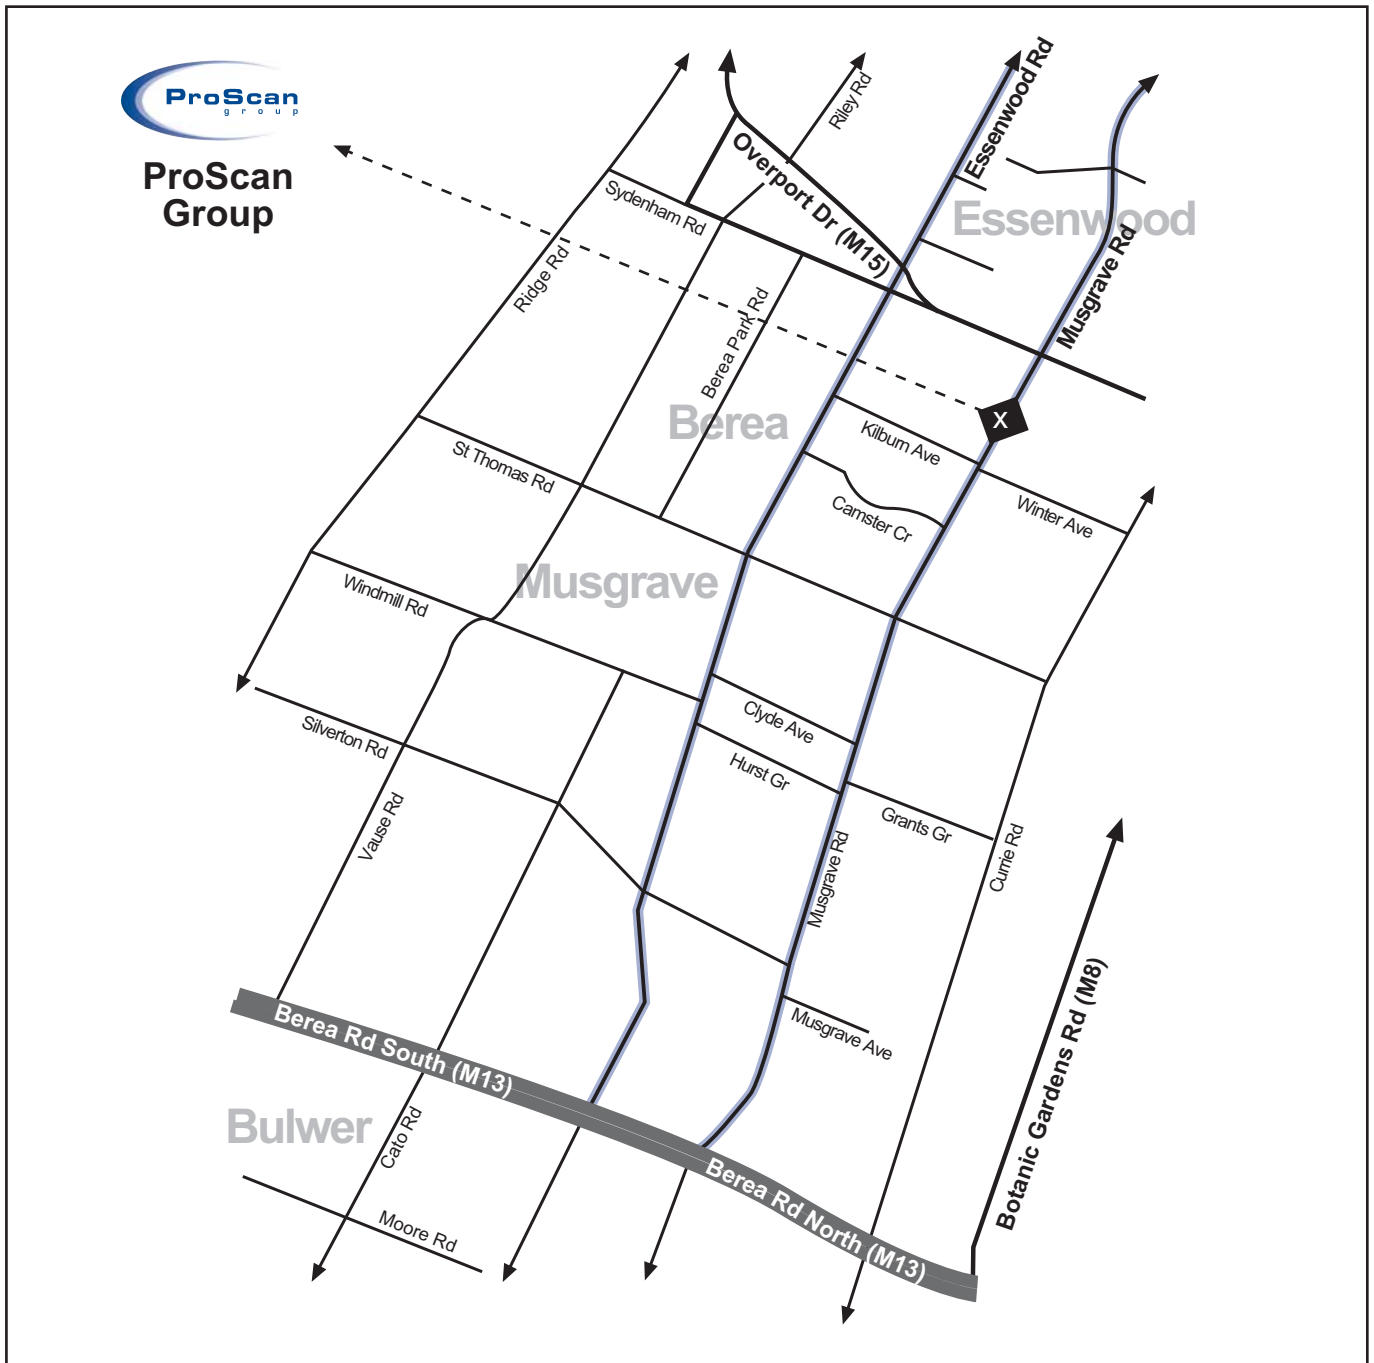 ProScan
group
ProScan
Group
Essenwood Rd
Riley Rd
Overport Dr (M15)
Essenwood
Sydenham Rd
Ridge Rd
Musgrave Rd
Berea Park Rd
Berea
Kilburn Ave
X
St Thomas Rd
Camster Cr
Winter Ave
Musgrave
Windmill Rd
Clyde Ave
Silverton Rd
Hurst Gr
Grants Gr
Vause Rd
Musgrave Rd
Currie Rd
Berea Rd South (M13)
Musgrave Ave
Botanic Gardens Rd (M8)
Bulwer
Cato Rd
Berea Rd North (M13)
Moore Rd